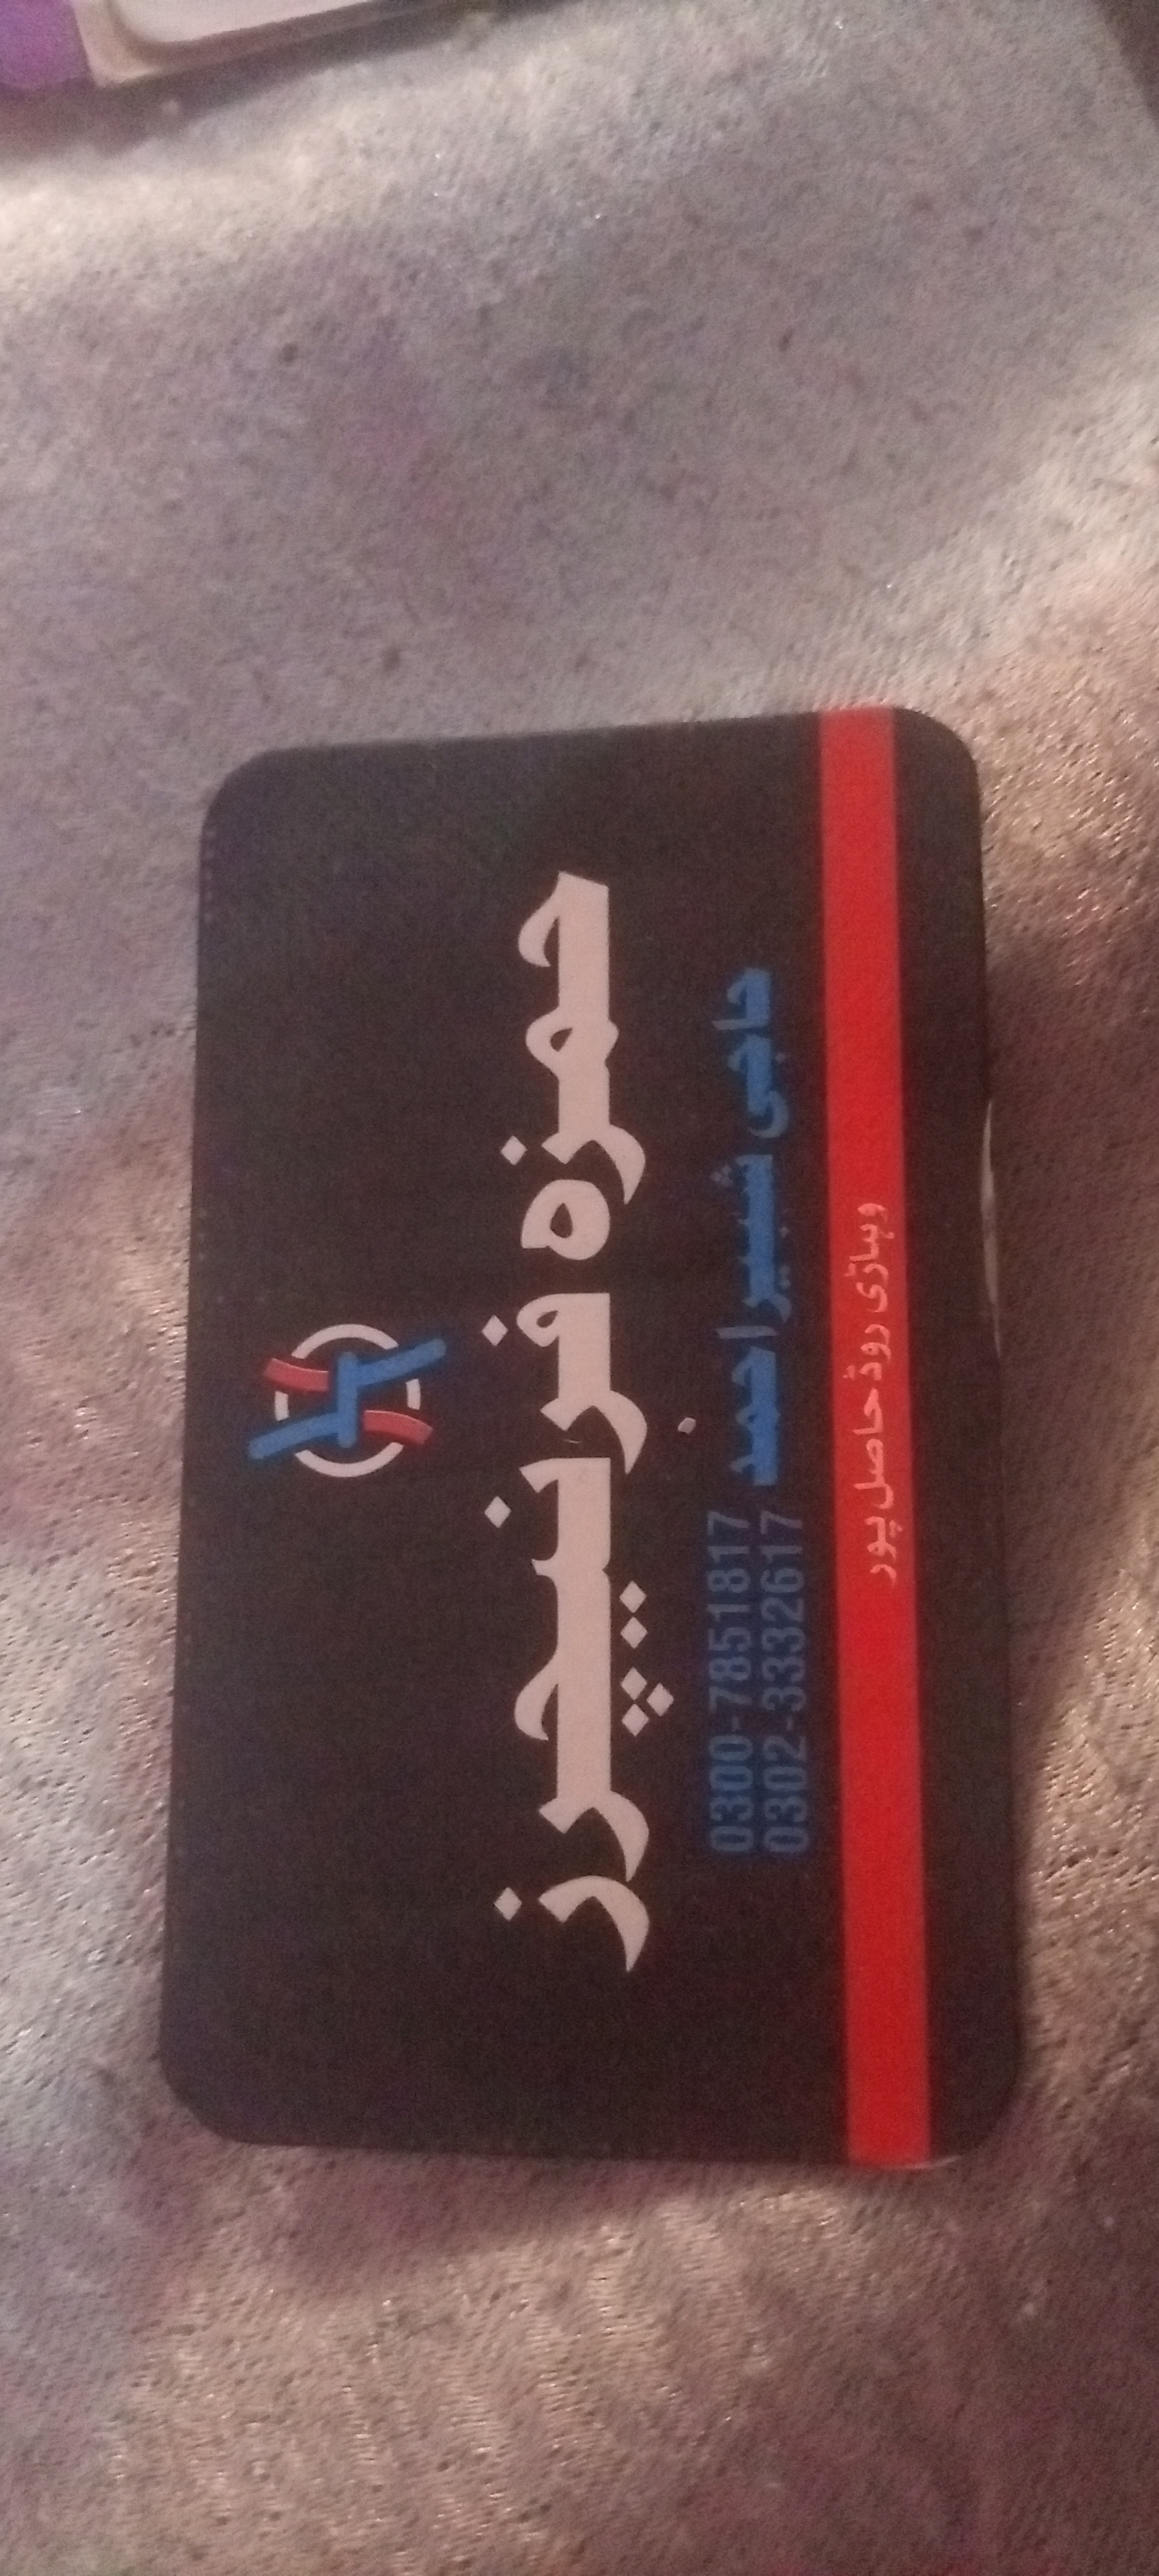 حمزہ فرنیچرز
حاجی شبیر احمد
0300-7851817
0302-3332617
وہاڑی روڈ حاصل پور